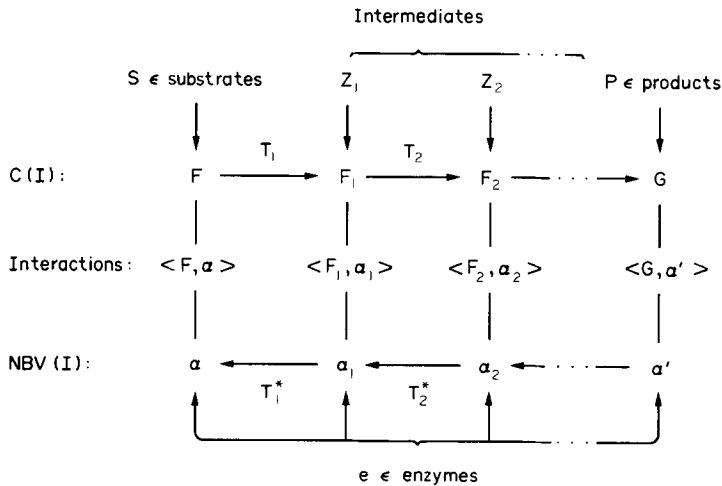 Intermediates
S ϵ substrates Z₁ Z₂ P ϵ products
T₁ T₂
C(I): F F₁ F₂ · · · G
Interactions: <F, α> <F₁, α₁> <F₂, α₂> <G, α'>
NBV(I): α α₁ α₂ · · · α'
T₁* T₂*
e ϵ enzymes